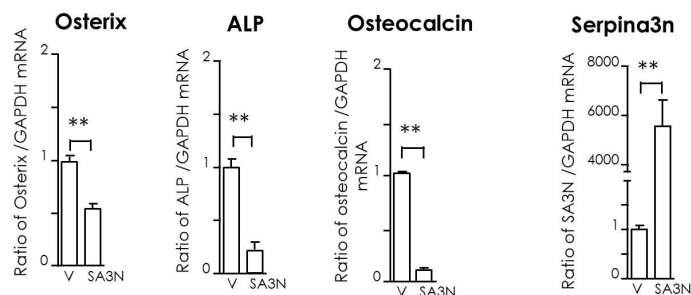 Osterix
Ratio of Osterix /GAPDH mRNA
2
1
0
**
V SA3N
ALP
Ratio of ALP /GAPDH mRNA
2
1
0
**
V SA3N
Osteocalcin
Ratio of osteocalcin /GAPDH
mRNA
2
1
0
**
V SA3N
Serpina3n
Ratio of SA3N /GAPDH mRNA
8000
6000
4000
1
0
**
V SA3N